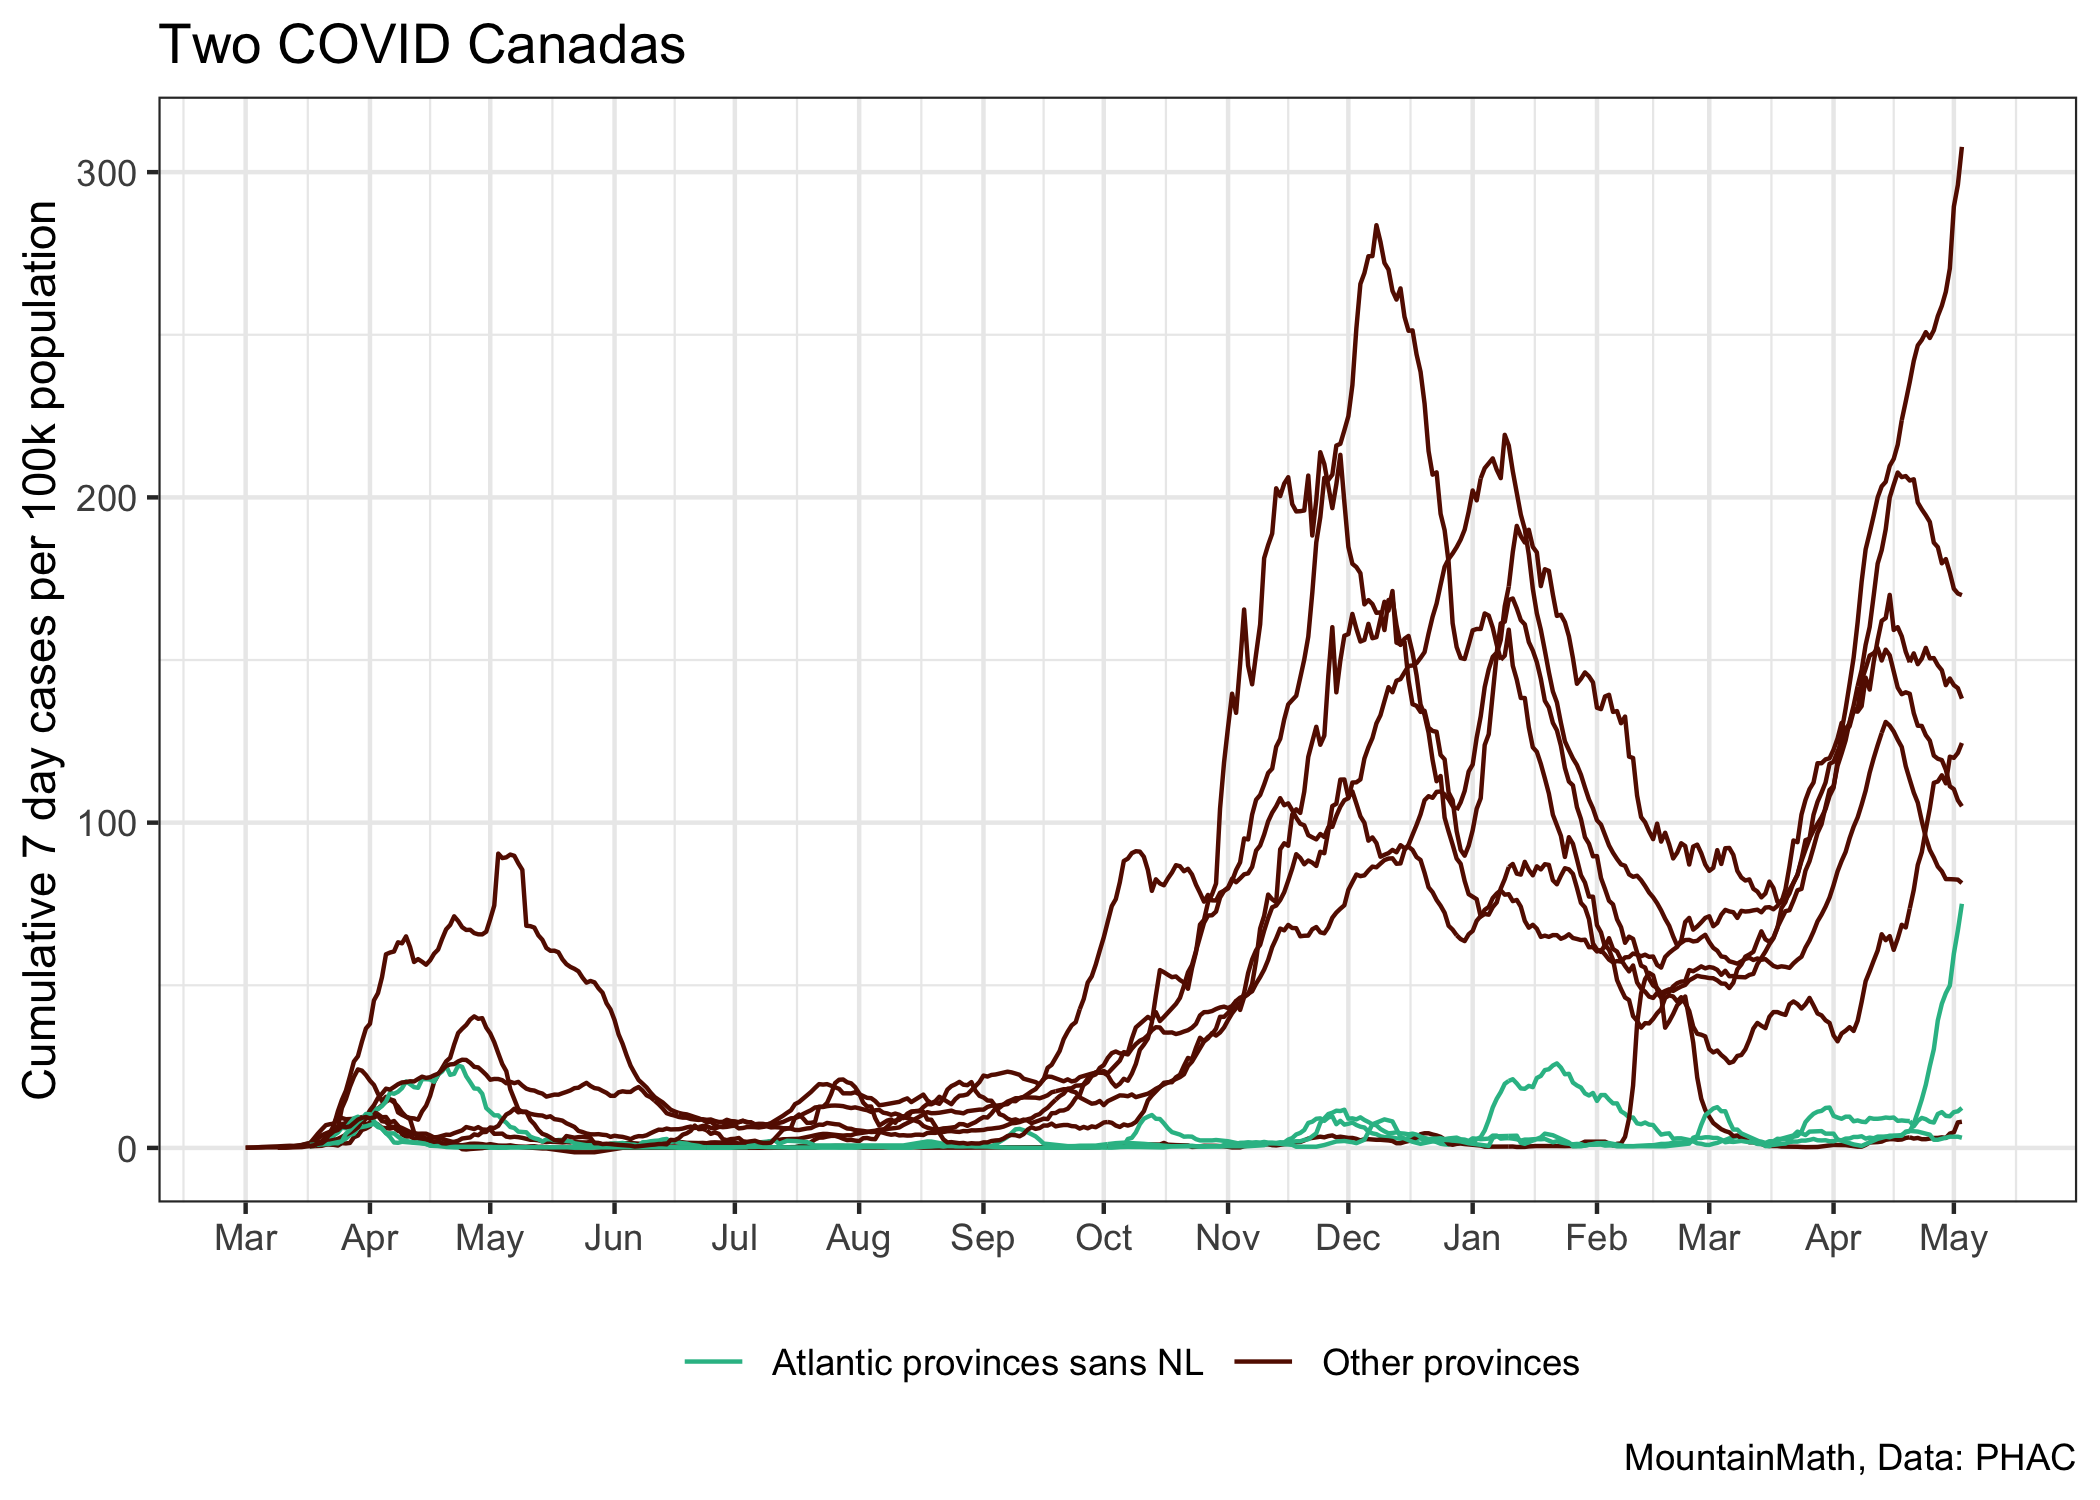 Two COVID Canadas
Cumulative 7 day cases per 100k population
300
200
100
0
Mar Apr May Jun Jul Aug Sep Oct Nov Dec Jan Feb Mar Apr May
Atlantic provinces sans NL Other provinces
MountainMath, Data: PHAC